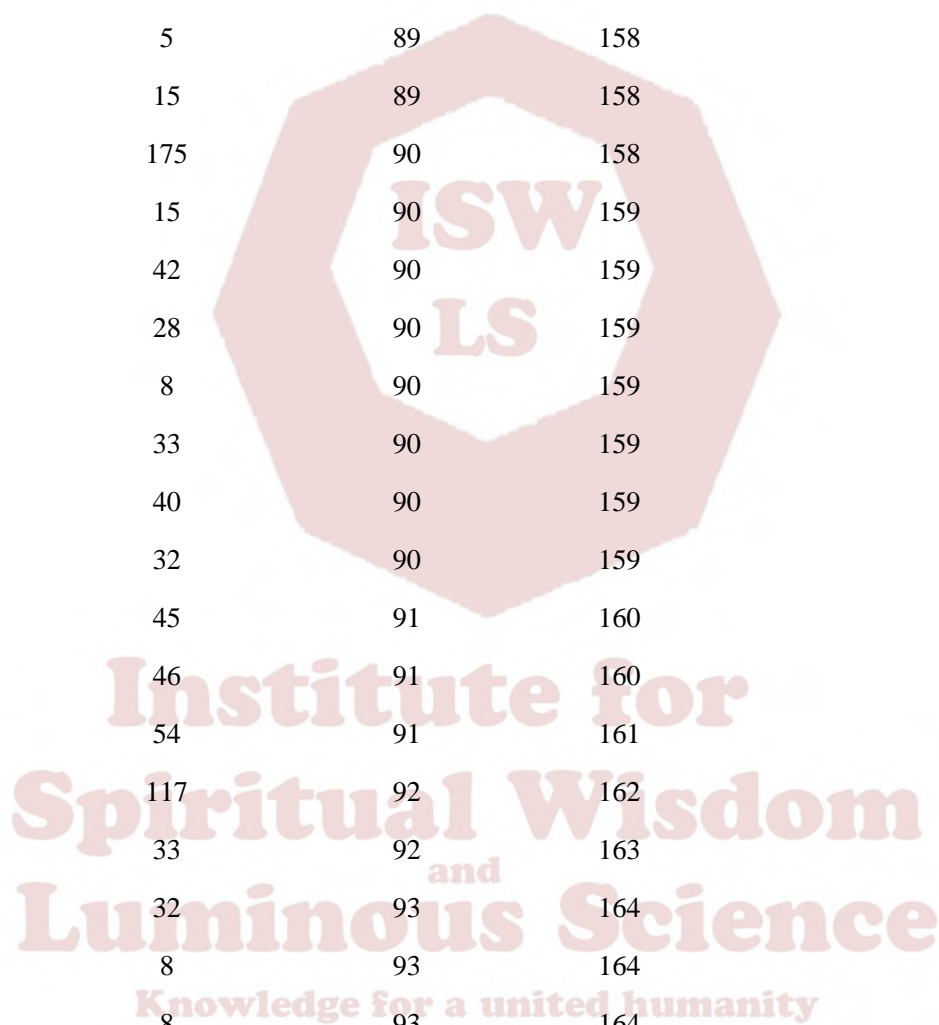 5 89 158
15 89 158
175 90 158
15 90 159
ISW
42 90 159
28 90 159
LS
8 90 159
33 90 159
40 90 159
32 90 159
45 91 160
46 91 160
Institute for
54 91 161
117 92 162
Spiritual Wisdom
33 92 163
and
32 93 164
Luminous Science
8 93 164
Knowledge for a united humanity
8 93 164